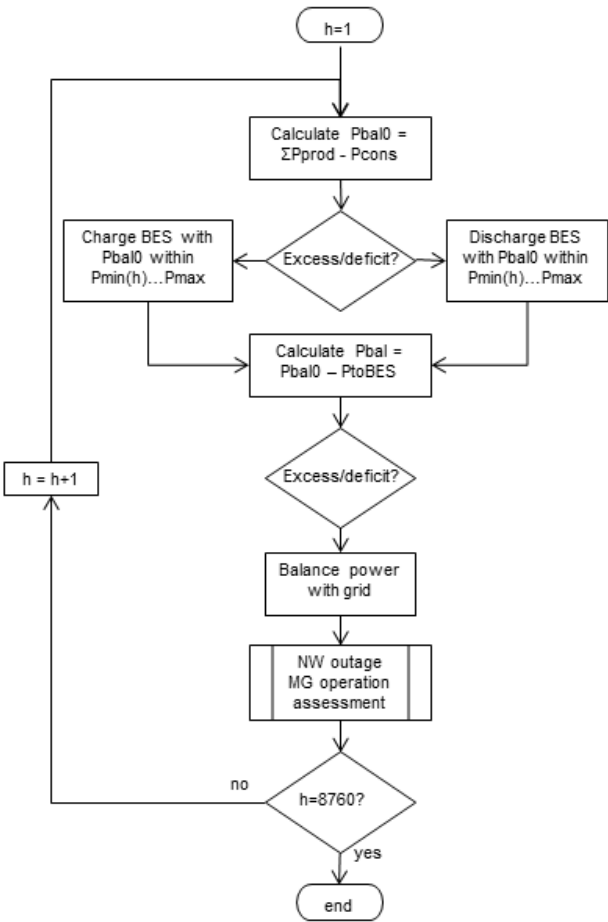 h=1
Calculate Pbal0 =
ΣPprod - Pcons
Charge BES with
Pbal0 within
Pmin(h)...Pmax
Excess/deficit?
Discharge BES
with Pbal0 within
Pmin(h)...Pmax
Calculate Pbal =
Pbal0 – PtoBES
Excess/deficit?
h = h+1
Balance power
with grid
NW outage
MG operation
assessment
no
h=8760?
yes
end